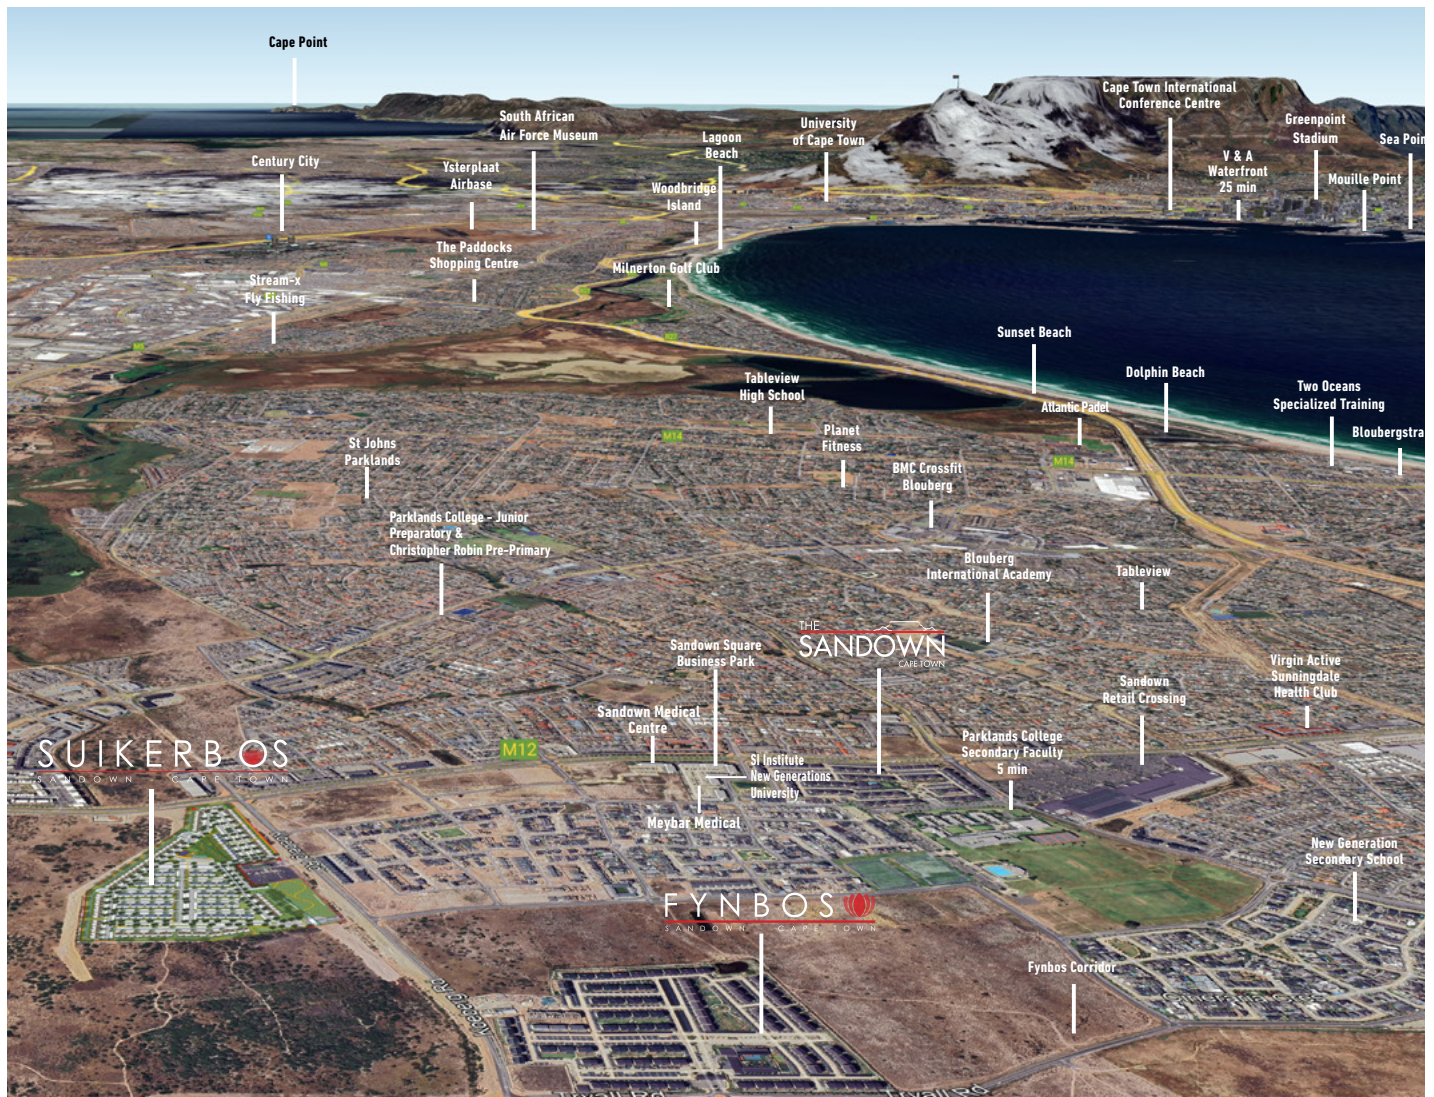 Cape Point
South African
Air Force Museum
Cape Town International
Conference Centre
Greenpoint
Stadium
Sea Poin
University
of Cape Town
Lagoon
Beach
V & A
Waterfront
25 min
Mouille Point
Century City
Ysterplaat
Airbase
Woodbridge
Island
The Paddocks
Shopping Centre
Milnerton Golf Club
Stream-x
Fly Fishing
Sunset Beach
Dolphin Beach
Two Oceans
Specialized Training
Tableview
High School
Atlantic Padel
Bloubergstra
M14
M14
Planet
Fitness
St Johns
Parklands
BMC Crossfit
Blouberg
Parklands College - Junior
Preparatory &
Christopher Robin Pre-Primary
Blouberg
International Academy
Tableview
THE
SANDOWN
CAPE TOWN
Sandown Square
Business Park
Virgin Active
Sunningdale
Health Club
Sandown
Retail Crossing
Sandown Medical
Centre
Parklands College
Secondary Faculty
5 min
M12
SUIKERBOS
SANDOWN CAPE TOWN
SI Institute
New Generations
University
Meybar Medical
New Generation
Secondary School
FYNBOS
SANDOWN CAPE TOWN
Fynbos Corridor
Tryall Rd
Tryall Rd